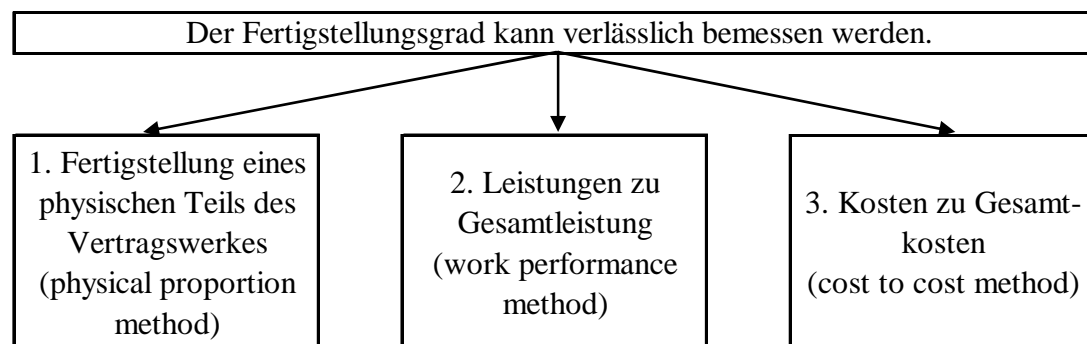 Der Fertigstellungsgrad kann verlässlich bemessen werden.
1. Fertigstellung eines
physischen Teils des
Vertragswerkes
(physical proportion
method)
2. Leistungen zu
Gesamtleistung
(work performance
method)
3. Kosten zu Gesamt-
kosten
(cost to cost method)